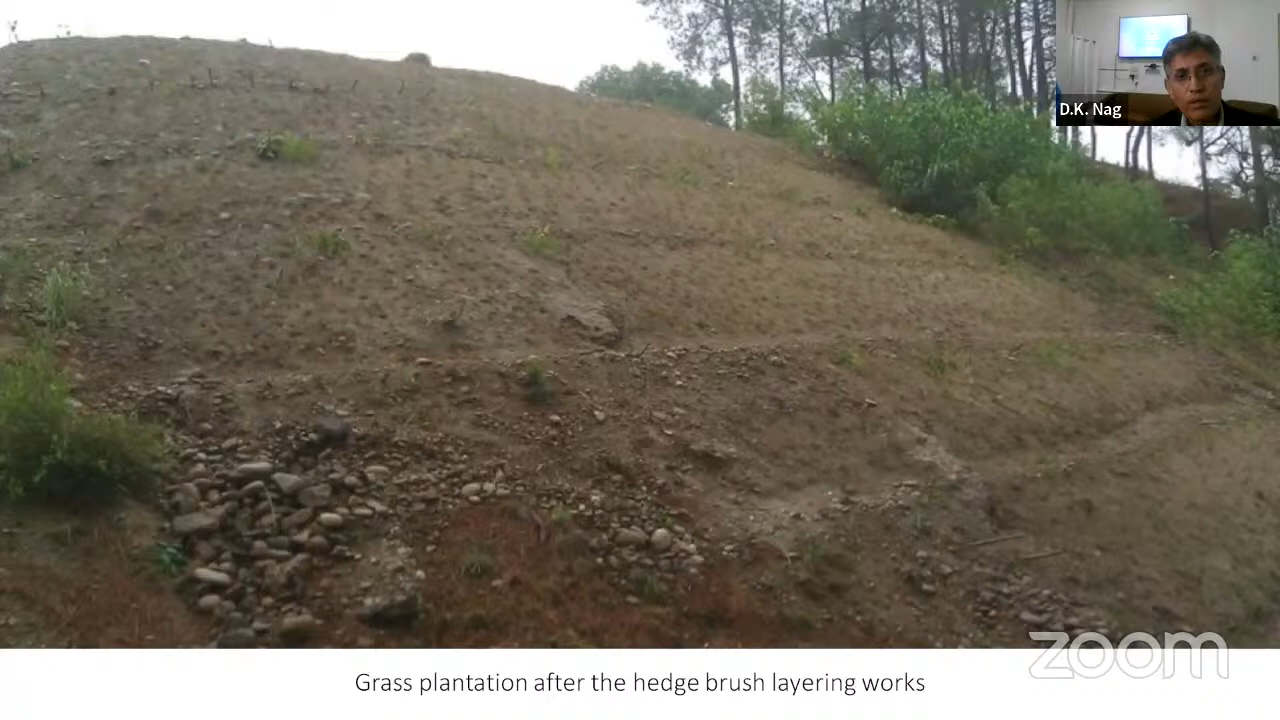 D.K. Nag
zoom
Grass plantation after the hedge brush layering works